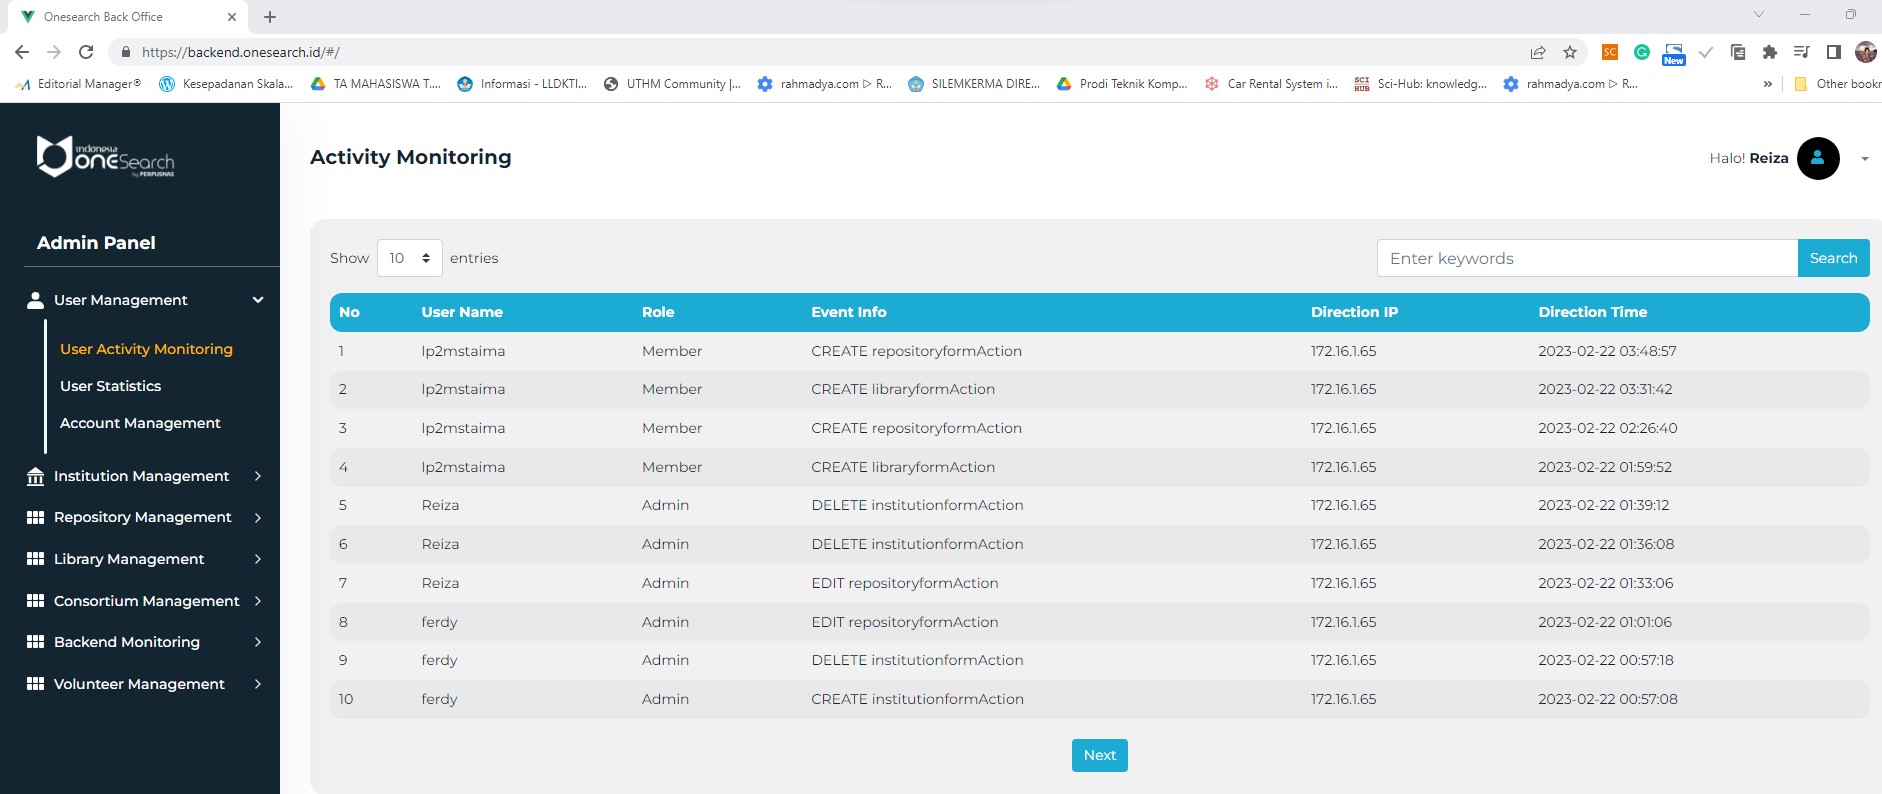 Onesearch Back Office
https://backend.onesearch.id/#/
New
Editorial Manager®
Kesepadanan Skala...
TA MAHASISWA T....
Informasi - LLDKTI...
UTHM Community |...
rahmadya.com ▷ R...
SILEMKERMA DIRE...
Prodi Teknik Komp...
Car Rental System i...
SCI HUB Sci-Hub: knowledg...
rahmadya.com ▷ R...
»
Other bookr
indonesia
oneSearch
by PERPUSNAS
Activity Monitoring
Halo! Reiza
Admin Panel
User Management
User Activity Monitoring
User Statistics
Account Management
Institution Management
Repository Management
Library Management
Consortium Management
Backend Monitoring
Volunteer Management
Show 10 entries
Enter keywords Search
No User Name Role Event Info Direction IP Direction Time
1 lp2mstaima Member CREATE repositoryformAction 172.16.1.65 2023-02-22 03:48:57
2 lp2mstaima Member CREATE libraryformAction 172.16.1.65 2023-02-22 03:31:42
3 lp2mstaima Member CREATE repositoryformAction 172.16.1.65 2023-02-22 02:26:40
4 lp2mstaima Member CREATE libraryformAction 172.16.1.65 2023-02-22 01:59:52
5 Reiza Admin DELETE institutionformAction 172.16.1.65 2023-02-22 01:39:12
6 Reiza Admin DELETE institutionformAction 172.16.1.65 2023-02-22 01:36:08
7 Reiza Admin EDIT repositoryformAction 172.16.1.65 2023-02-22 01:33:06
8 ferdy Admin EDIT repositoryformAction 172.16.1.65 2023-02-22 01:01:06
9 ferdy Admin DELETE institutionformAction 172.16.1.65 2023-02-22 00:57:18
10 ferdy Admin CREATE institutionformAction 172.16.1.65 2023-02-22 00:57:08
Next